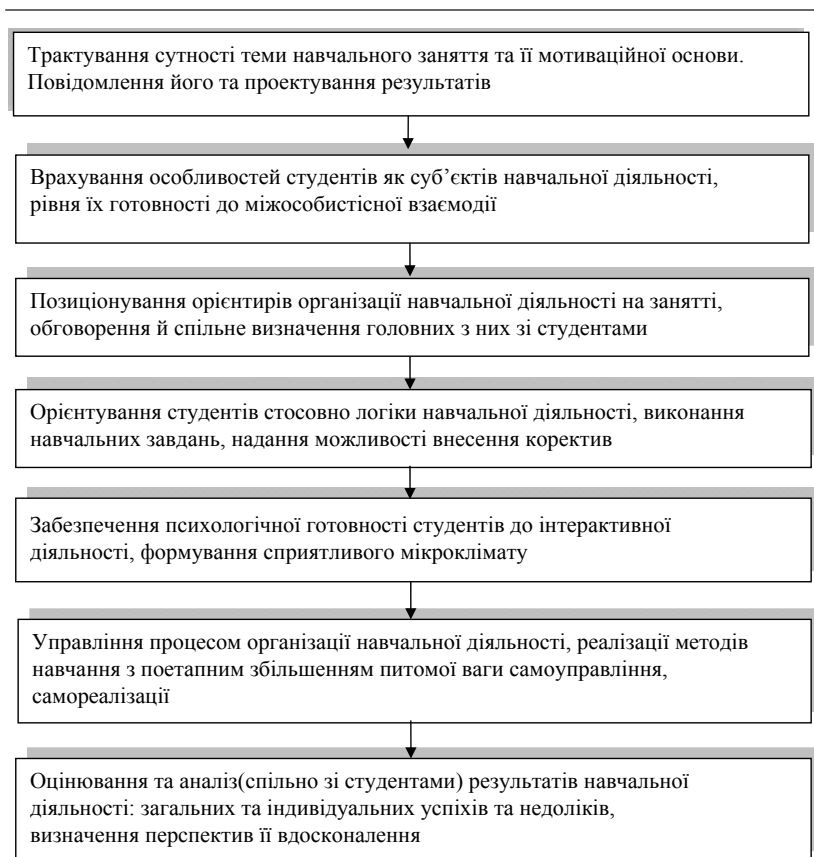 Трактування сутності теми навчального заняття та її мотиваційної основи.
Повідомлення його та проектування результатів
Врахування особливостей студентів як суб’єктів навчальної діяльності,
рівня їх готовності до міжособистісної взаємодії
Позиціонування орієнтирів організації навчальної діяльності на занятті,
обговорення й спільне визначення головних з них зі студентами
Орієнтування студентів стосовно логіки навчальної діяльності, виконання
навчальних завдань, надання можливості внесення коректив
Забезпечення психологічної готовності студентів до інтерактивної
діяльності, формування сприятливого мікроклімату
Управління процесом організації навчальної діяльності, реалізації методів
навчання з поетапним збільшенням питомої ваги самоуправління,
самореалізації
Оцінювання та аналіз(спільно зі студентами) результатів навчальної
діяльності: загальних та індивідуальних успіхів та недоліків,
визначення перспектив її вдосконалення